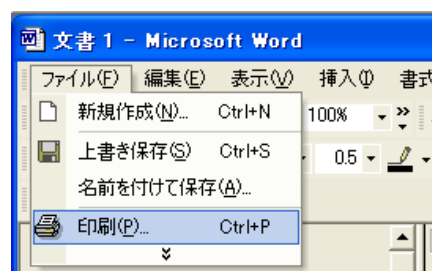 文書 1 - Microsoft Word
ファイル(F) 編集(E) 表示(V) 挿入(I) 書式
新規作成(N)... Ctrl+N 100%
上書き保存(S) Ctrl+S 0.5
名前を付けて保存(A)...
印刷(P)... Ctrl+P